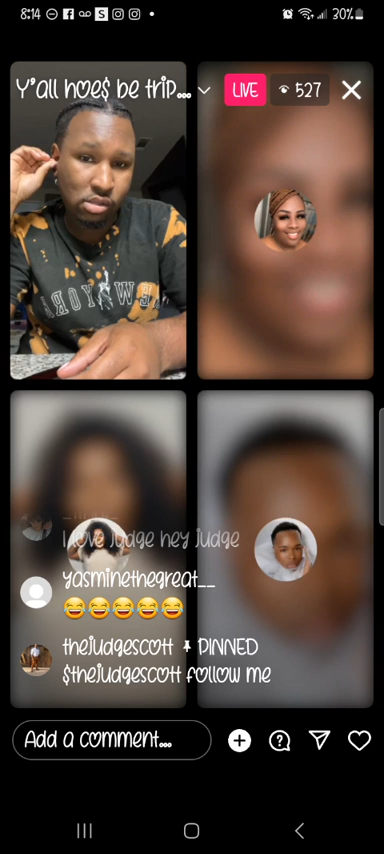 8:14
30%
Y'all hoe$ be trip...
LIVE
527
I love judge hey judge
yasminethegreat__
😂😂😂😂😂
thejudgescott 📌 PINNED
$thejudgescott follow me
Add a comment...